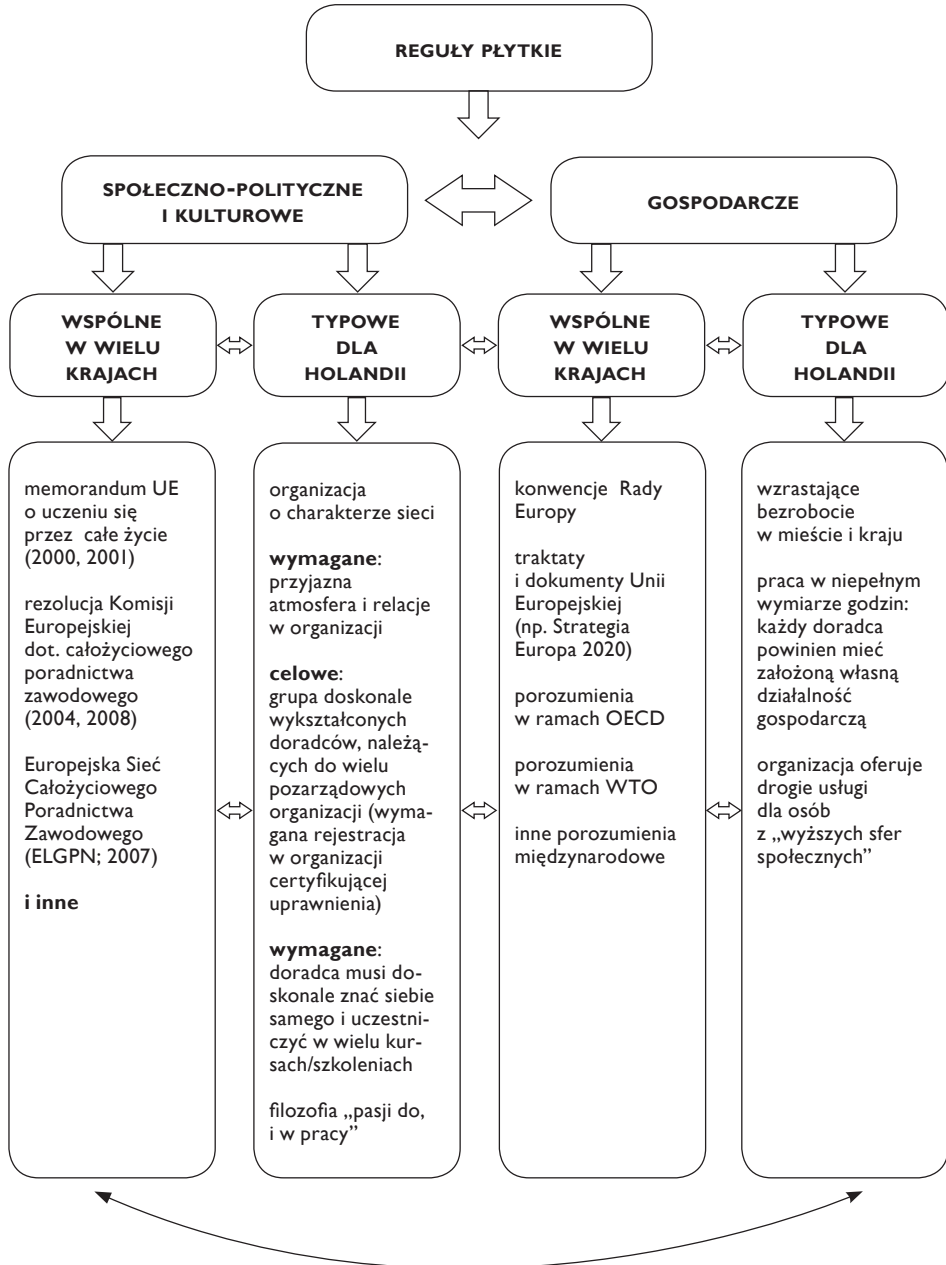 REGUŁY PŁYTKIE
SPOŁECZNO-POLITYCZNE
I KULTUROWE
GOSPODARCZE
WSPÓLNE
W WIELU
KRAJACH
TYPOWE
DLA
HOLANDII
WSPÓLNE
W WIELU
KRAJACH
TYPOWE
DLA
HOLANDII
memorandum UE
o uczeniu się
przez całe życie
(2000, 2001)
rezolucja Komisji
Europejskiej
dot. całożyciowego
poradnictwa
zawodowego
(2004, 2008)
Europejska Sieć
Całożyciowego
Poradnictwa
Zawodowego
(ELGPN; 2007)
i inne
organizacja
o charakterze sieci
wymagane:
przyjazna
atmosfera i relacje
w organizacji
celowe:
grupa doskonale
wykształconych
doradców, należą-
cych do wielu
pozarządowych
organizacji (wyma-
gana rejestracja
w organizacji
certyfikującej
uprawnienia)
wymagane:
doradca musi do-
skonale znać siebie
samego i uczestni-
czyć w wielu kur-
sach/szkoleniach
filozofia „pasji do,
i w pracy”
konwencje Rady
Europy
traktaty
i dokumenty Unii
Europejskiej
(np. Strategia
Europa 2020)
porozumienia
w ramach OECD
porozumienia
w ramach WTO
inne porozumienia
międzynarodowe
wzrastające
bezrobocie
w mieście i kraju
praca w niepełnym
wymiarze godzin:
każdy doradca
powinien mieć
założoną własną
działalność
gospodarczą
organizacja oferuje
drogie usługi
dla osób
z „wyższych sfer
społecznych”